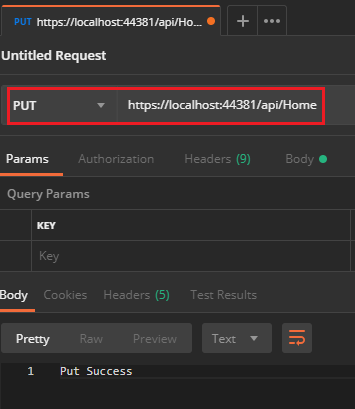 PUT https://localhost:44381/api/Ho...
Untitled Request
PUT https://localhost:44381/api/Home
Params Authorization Headers (9) Body
Query Params
KEY
Key
Body Cookies Headers (5) Test Results
Pretty Raw Preview Text
1 Put Success